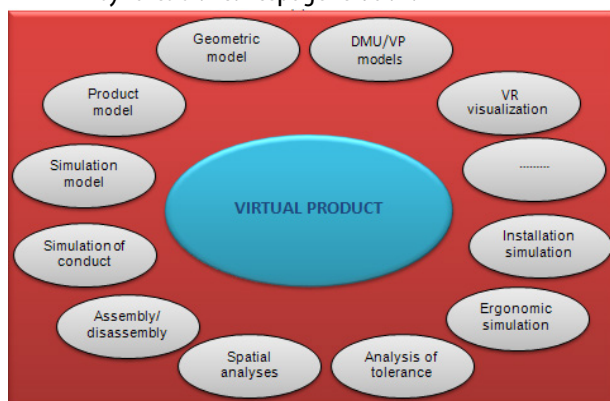 Geometric
model
DMU/VP
models
Product
model
VR
visualization
Simulation
model
---------
VIRTUAL PRODUCT
Simulation of
conduct
Installation
simulation
Assembly/
disassembly
Ergonomic
simulation
Spatial
analyses
Analysis of
tolerance